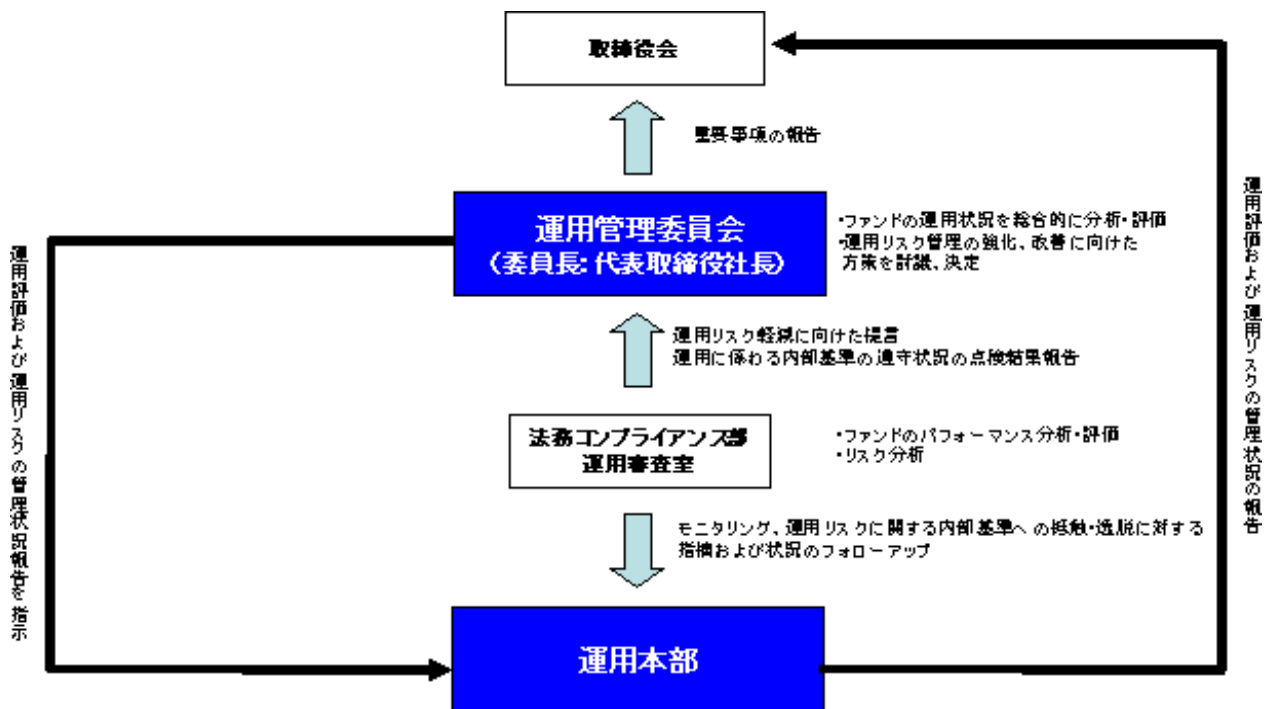 取締役会
重要事項の報告
運用管理委員会
（委員長：代表取締役社長）
・ファンドの運用状況を総合的に分析・評価
・運用リスク管理の強化、改善に向けた
方策を討議、決定
運用リスク軽減に向けた提言
運用に係わる内部基準の遵守状況の点検結果報告
法務コンプライアンス部
運用審査室
・ファンドのパフォーマンス分析・評価
・リスク分析
モニタリング、運用リスクに関する内部基準への抵触・逸脱に対する
指摘および状況のフォローアップ
運用本部
運用評価および運用リスクの管理状況報告を指示
運用評価および運用リスクの管理状況の報告